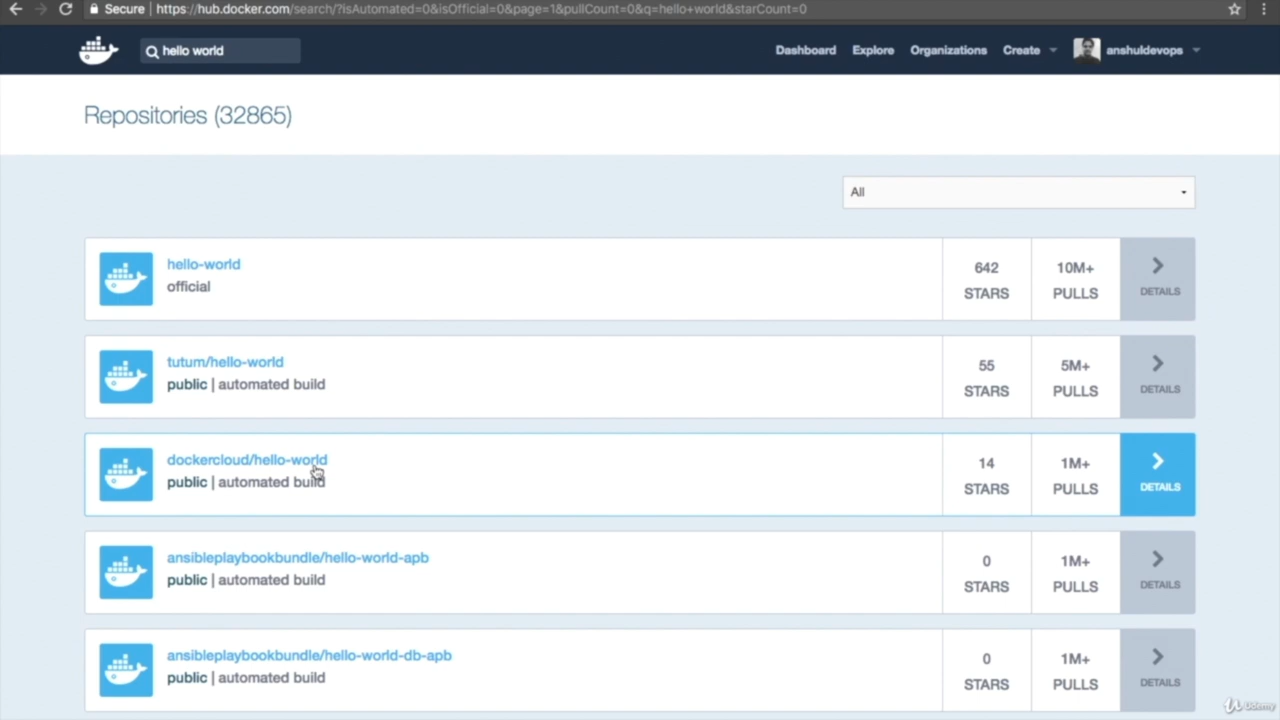 Secure https://hub.docker.com/search/?isAutomated=0&isOfficial=0&page=1&pullCount=0&q=hello+world&starCount=0
hello world Dashboard Explore Organizations Create anshuldevops
Repositories (32865)
All
hello-world
official
642 STARS
10M+ PULLS
DETAILS
tutum/hello-world
public | automated build
55 STARS
5M+ PULLS
DETAILS
dockercloud/hello-world
public | automated build
14 STARS
1M+ PULLS
DETAILS
ansibleplaybookbundle/hello-world-apb
public | automated build
0 STARS
1M+ PULLS
DETAILS
ansibleplaybookbundle/hello-world-db-apb
public | automated build
0 STARS
1M+ PULLS
DETAILS
Udemy